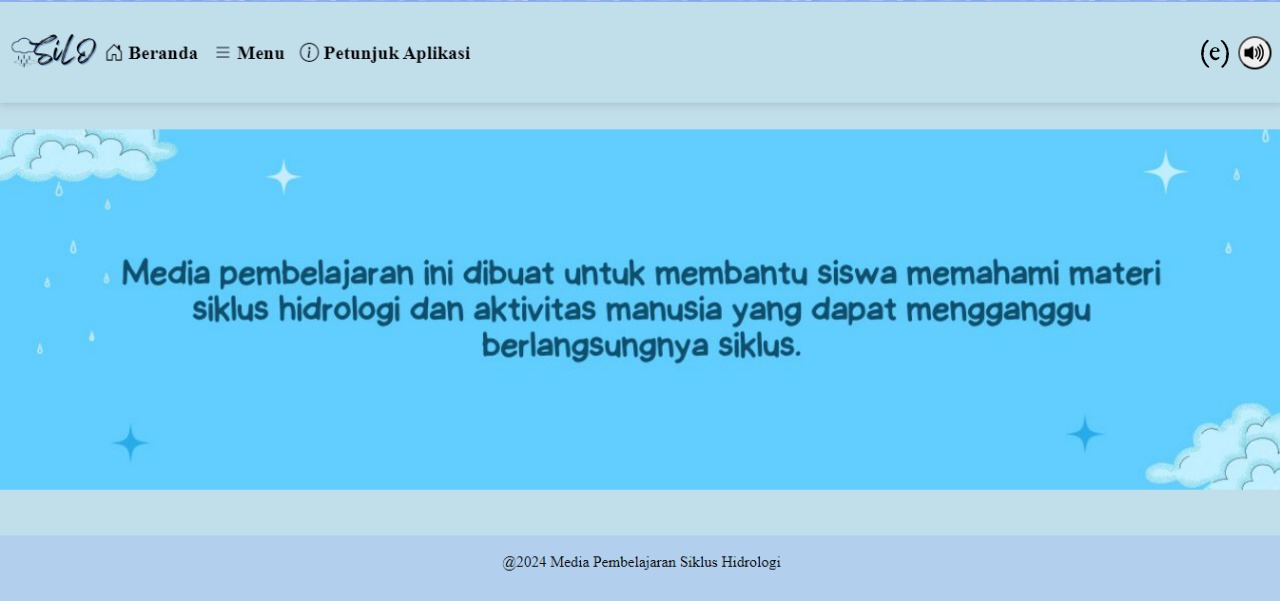 SiLO Beranda Menu Petunjuk Aplikasi (e)
Media pembelajaran ini dibuat untuk membantu siswa memahami materi
siklus hidrologi dan aktivitas manusia yang dapat mengganggu
berlangsungnya siklus.
@2024 Media Pembelajaran Siklus Hidrologi